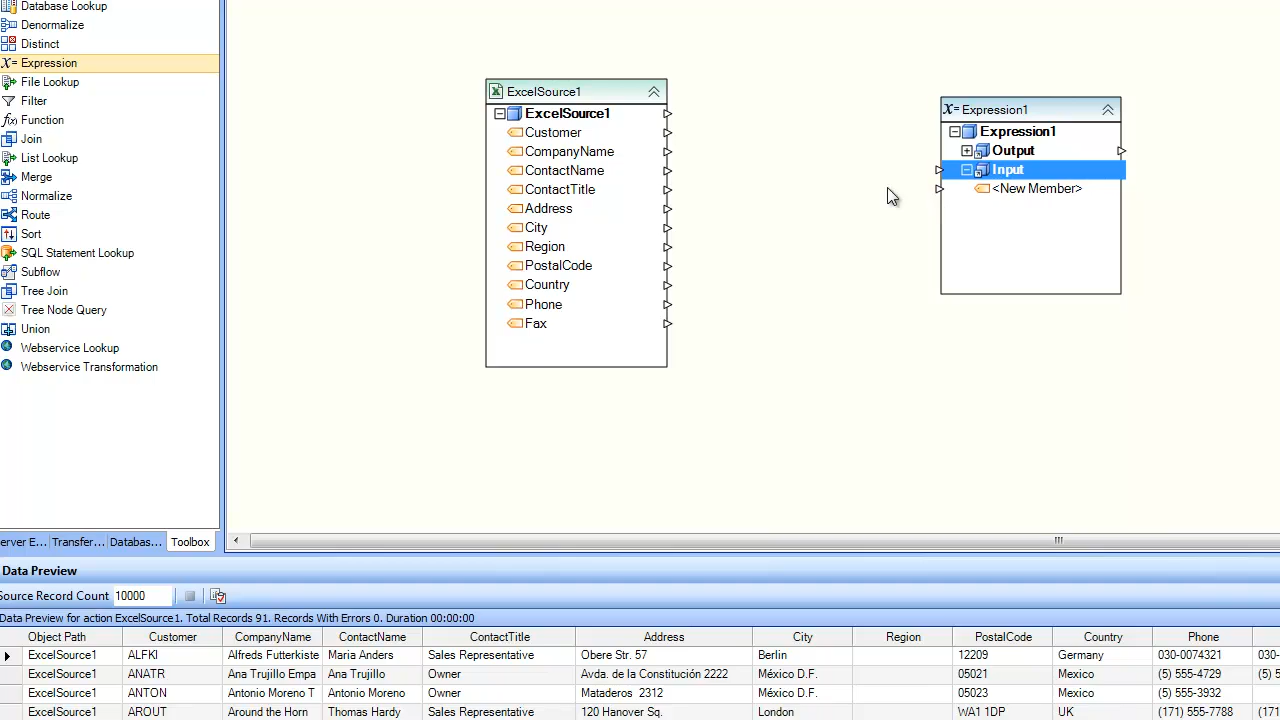 Database Lookup
Denormalize
Distinct
X= Expression
File Lookup
Filter
f(x) Function
Join
List Lookup
Merge
Normalize
Route
Sort
SQL Statement Lookup
Subflow
Tree Join
Tree Node Query
Union
Webservice Lookup
Webservice Transformation
ExcelSource1
ExcelSource1
Customer
CompanyName
ContactName
ContactTitle
Address
City
Region
PostalCode
Country
Phone
Fax
X= Expression1
Expression1
Output
Input
<New Member>
erver E... Transfer... Databas... Toolbox
Data Preview
Source Record Count 10000
Data Preview for action ExcelSource1. Total Records 91. Records With Errors 0. Duration 00:00:00
Object Path Customer CompanyName ContactName ContactTitle Address City Region PostalCode Country Phone
ExcelSource1 ALFKI Alfreds Futterkiste Maria Anders Sales Representative Obere Str. 57 Berlin 12209 Germany 030-0074321 030-
ExcelSource1 ANATR Ana Trujillo Empa Ana Trujillo Owner Avda. de la Constitución 2222 México D.F. 05021 Mexico (5) 555-4729 (5) 5
ExcelSource1 ANTON Antonio Moreno T Antonio Moreno Owner Mataderos 2312 México D.F. 05023 Mexico (5) 555-3932
ExcelSource1 AROUT Around the Horn Thomas Hardy Sales Representative 120 Hanover Sq. London WA1 1DP UK (171) 555-7788 (171